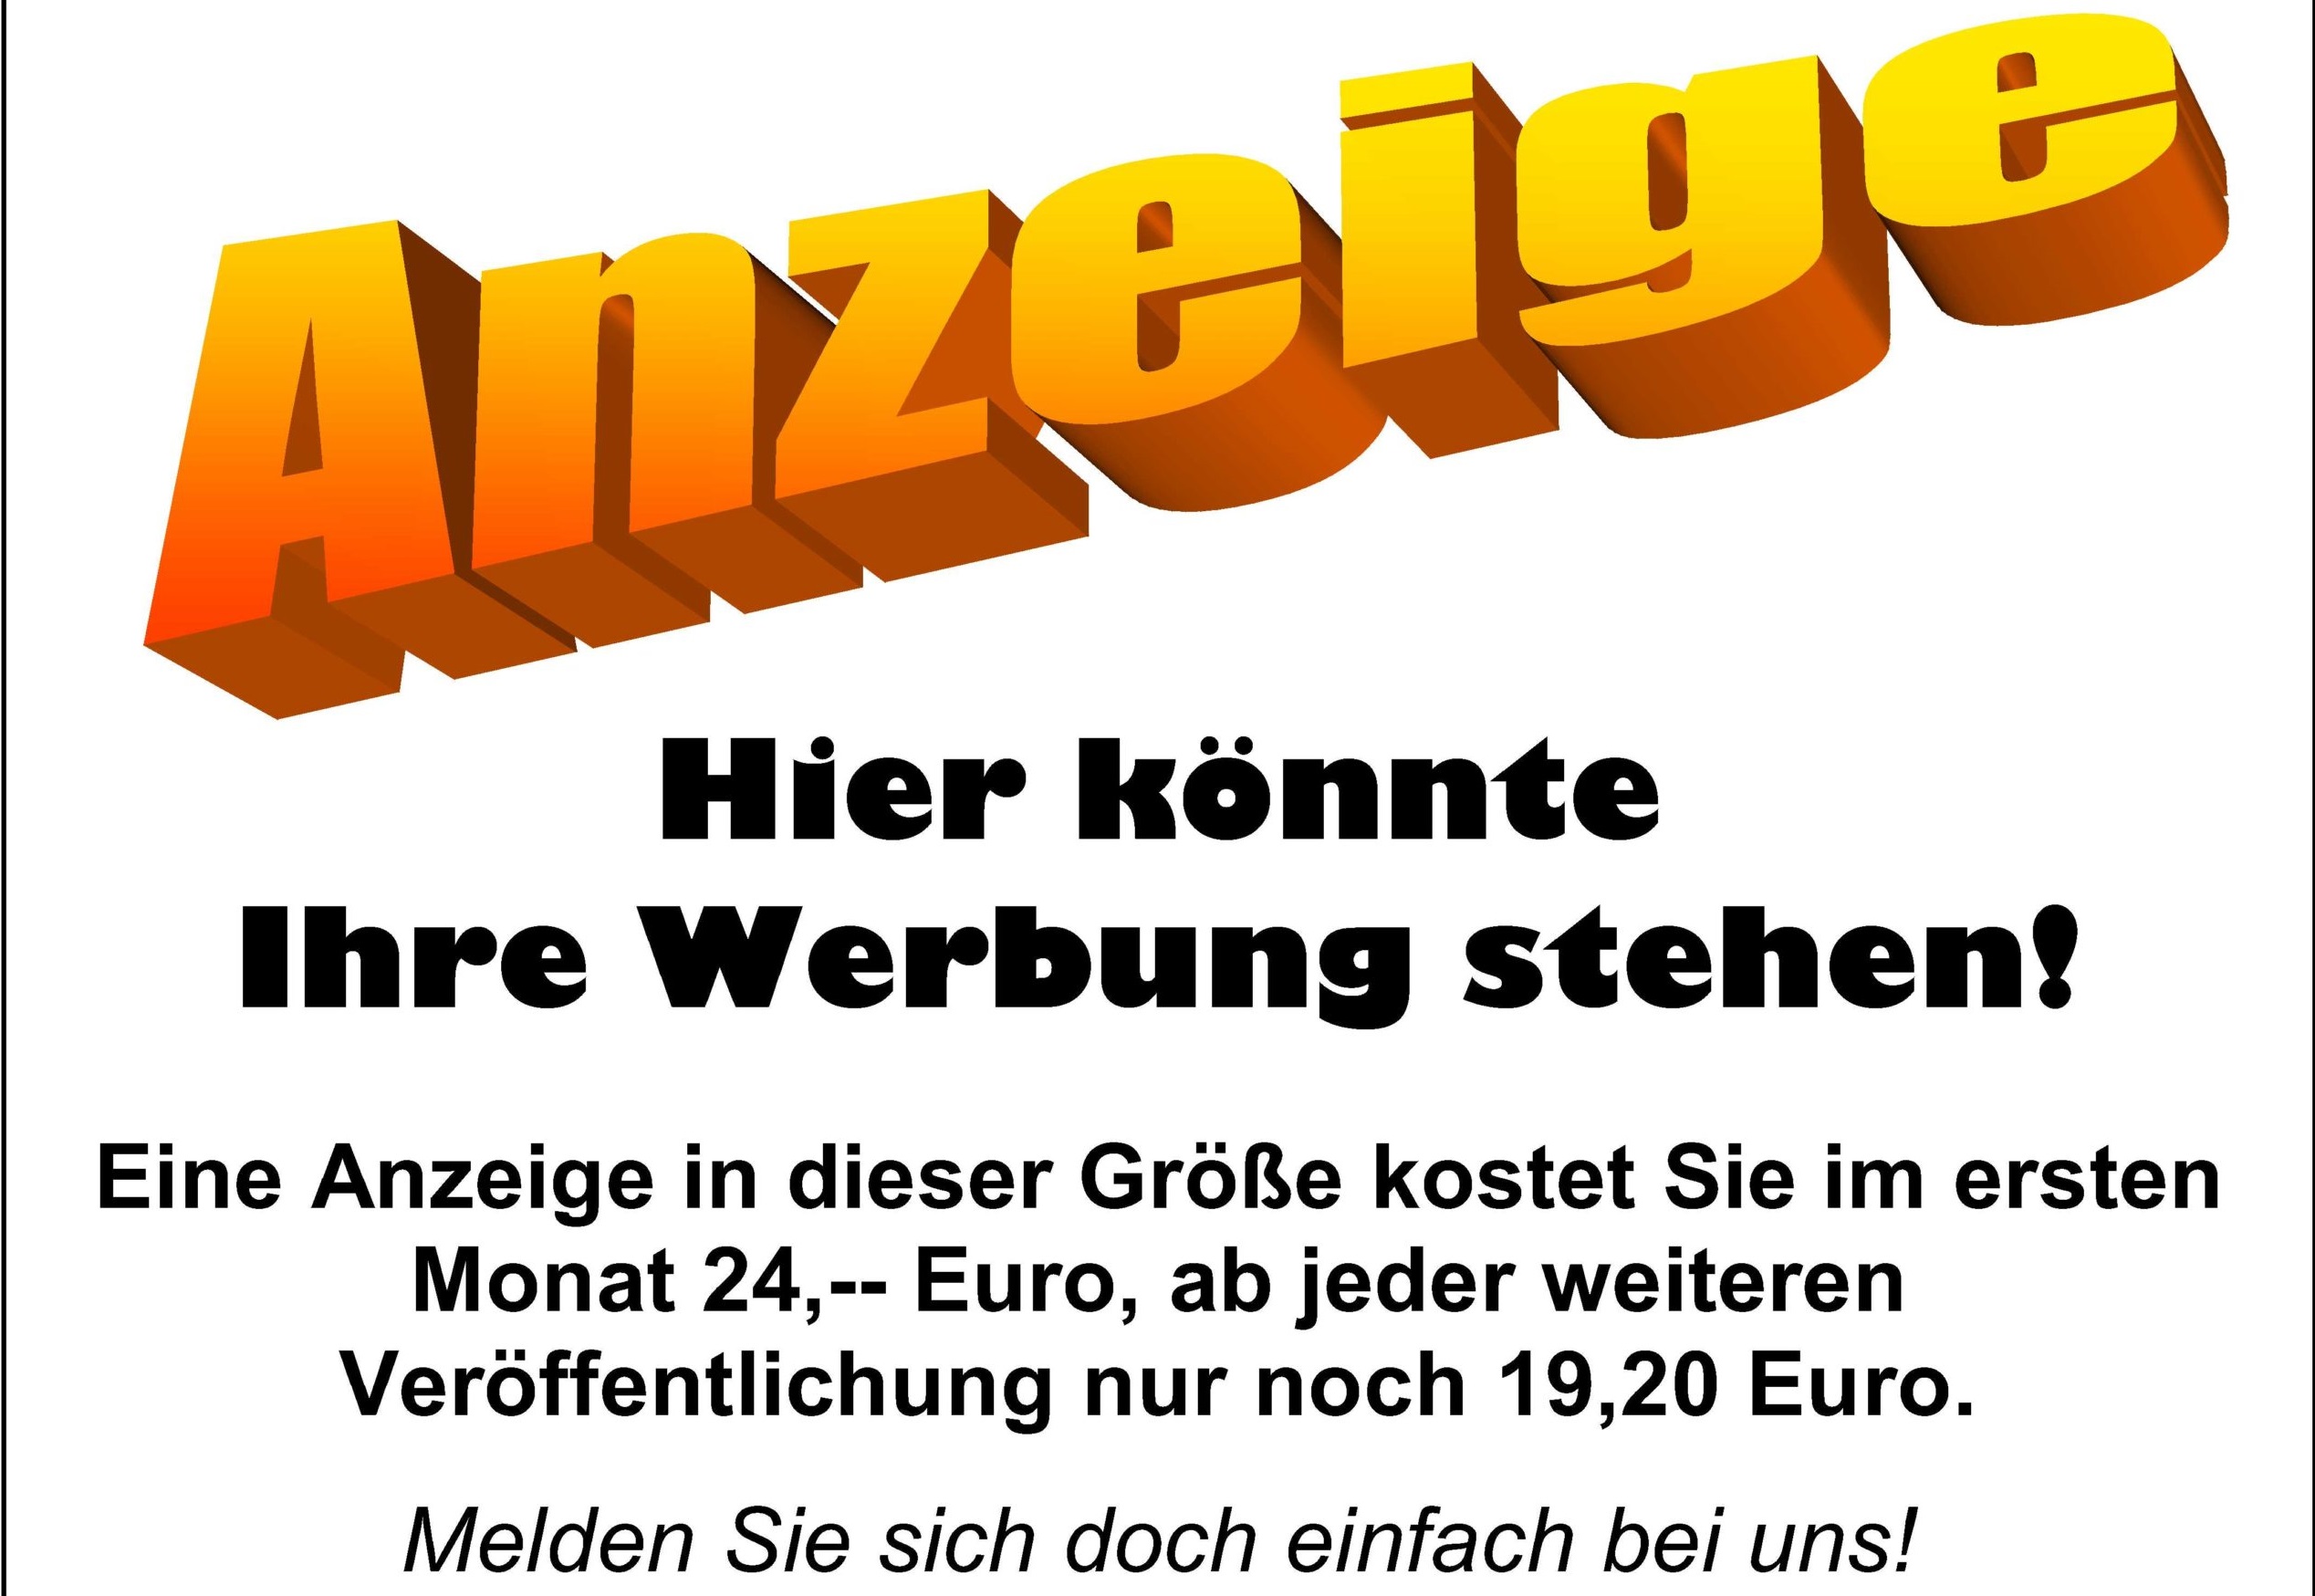 Anzeige
Hier könnte
Ihre Werbung stehen!
Eine Anzeige in dieser Größe kostet Sie im ersten
Monat 24,-- Euro, ab jeder weiteren
Veröffentlichung nur noch 19,20 Euro.
Melden Sie sich doch einfach bei uns!